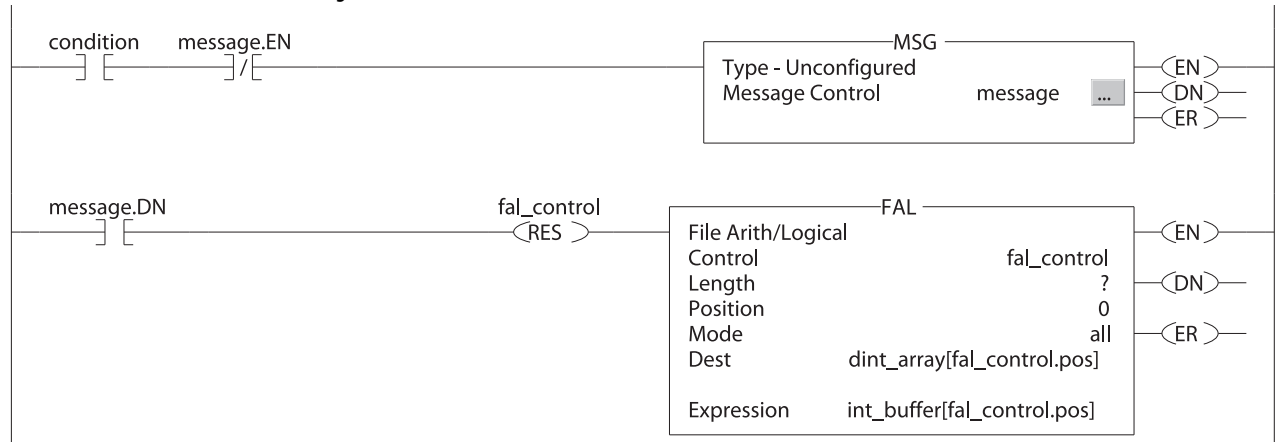 condition message.EN
MSG
Type - Unconfigured
Message Control message ...
EN
DN
ER
message.DN
fal_control
RES
FAL
File Arith/Logical
Control fal_control
Length ?
Position 0
Mode all
Dest dint_array[fal_control.pos]
Expression int_buffer[fal_control.pos]
EN
DN
ER